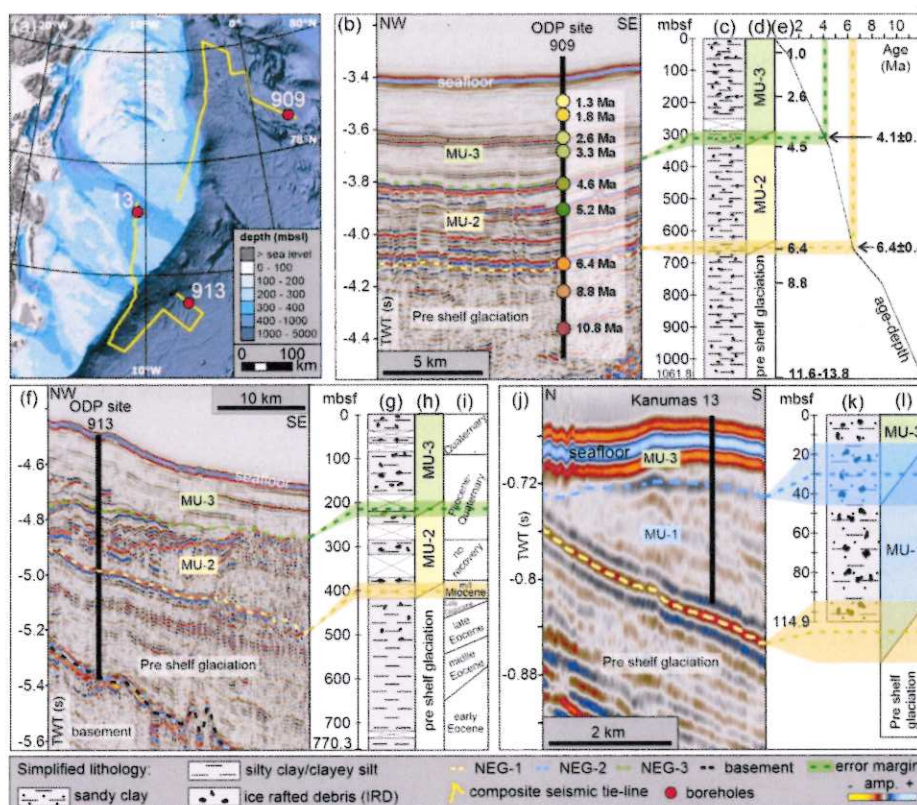 (a)
20°W
10°W
0°
80°N
909
78°N
13
913
10°W
depth (mbsl)
> sea level
0 - 100
100 - 200
200 - 300
300 - 400
400 - 1000
1000 - 5000
0 100
km
(b) NW SE
ODP site
909
seafloor
-3.4
-3.6
-3.8
-4.0
-4.2
-4.4
TWT (s)
MU-3
MU-2
Pre shelf glaciation
1.3 Ma
1.8 Ma
2.6 Ma
3.3 Ma
4.6 Ma
5.2 Ma
6.4 Ma
8.8 Ma
10.8 Ma
5 km
mbsf (c) (d) (e) 2 4 6 8
Age
(Ma)
0
100
200
300
400
500
600
700
800
900
1000
1061.8
MU-3
MU-2
pre shelf glaciation
1.0
2.6
4.5
6.4
8.8
11.6-13.8
4.1±0.
6.4±0
age-depth
(f) NW SE
10 km
ODP site
913
seafloor
-4.6
-4.8
-5.0
-5.2
-5.4
-5.6
TWT (s)
MU-3
MU-2
Pre shelf glaciation
basement
mbsf (g) (h) (i)
0
100
200
300
400
500
600
700
770.3
MU-3
MU-2
pre shelf glaciation
Quaternary
Pliocene-
Quaternary
no
recovery
Miocene
late
Eocene
middle
Eocene
early
Eocene
(j) N S
Kanumas 13
seafloor
MU-3
-0.72
MU-1
TWT (s)
-0.8
-0.88
Pre shelf glaciation
2 km
mbsf (k) (l)
0
20
40
60
80
114.9
MU-3
MU-
Pre shelf
glaciation
Simplified lithology:
silty clay/clayey silt
sandy clay
ice rafted debris (IRD)
NEG-1 NEG-2 NEG-3 basement error margin
composite seismic tie-line boreholes
amp. +